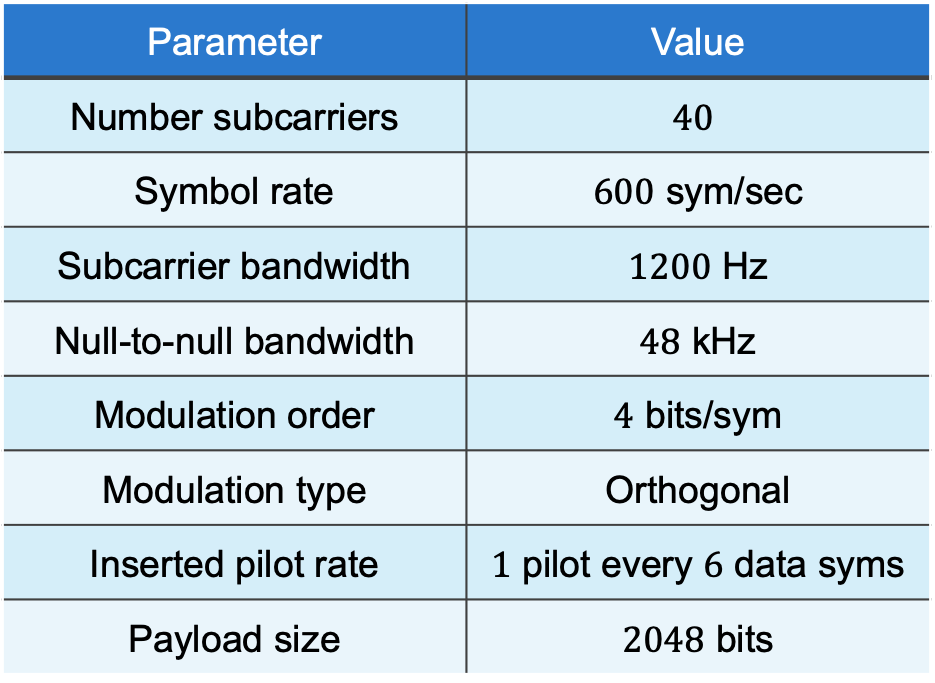 Parameter Value
Number subcarriers 40
Symbol rate 600 sym/sec
Subcarrier bandwidth 1200 Hz
Null-to-null bandwidth 48 kHz
Modulation order 4 bits/sym
Modulation type Orthogonal
Inserted pilot rate 1 pilot every 6 data syms
Payload size 2048 bits